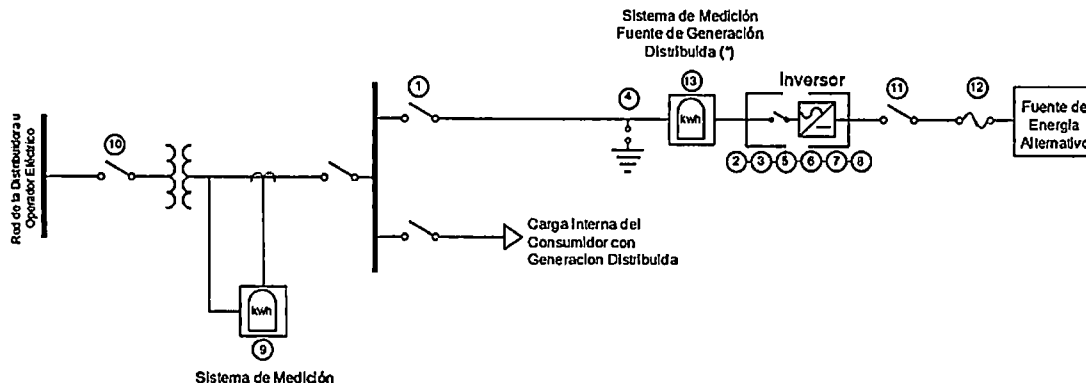 Sistema de Medición
Fuente de Generación
Distribuida (*)
1
4
13
kwh
Inversor
11
12
Fuente de
Energía
Alternativo
2 3 5 6 7 8
Red de la Distribuidora u
Operador Eléctrico
10
Carga Interna del
Consumidor con
Generacion Distribuida
kwh
9
Sistema de Medición